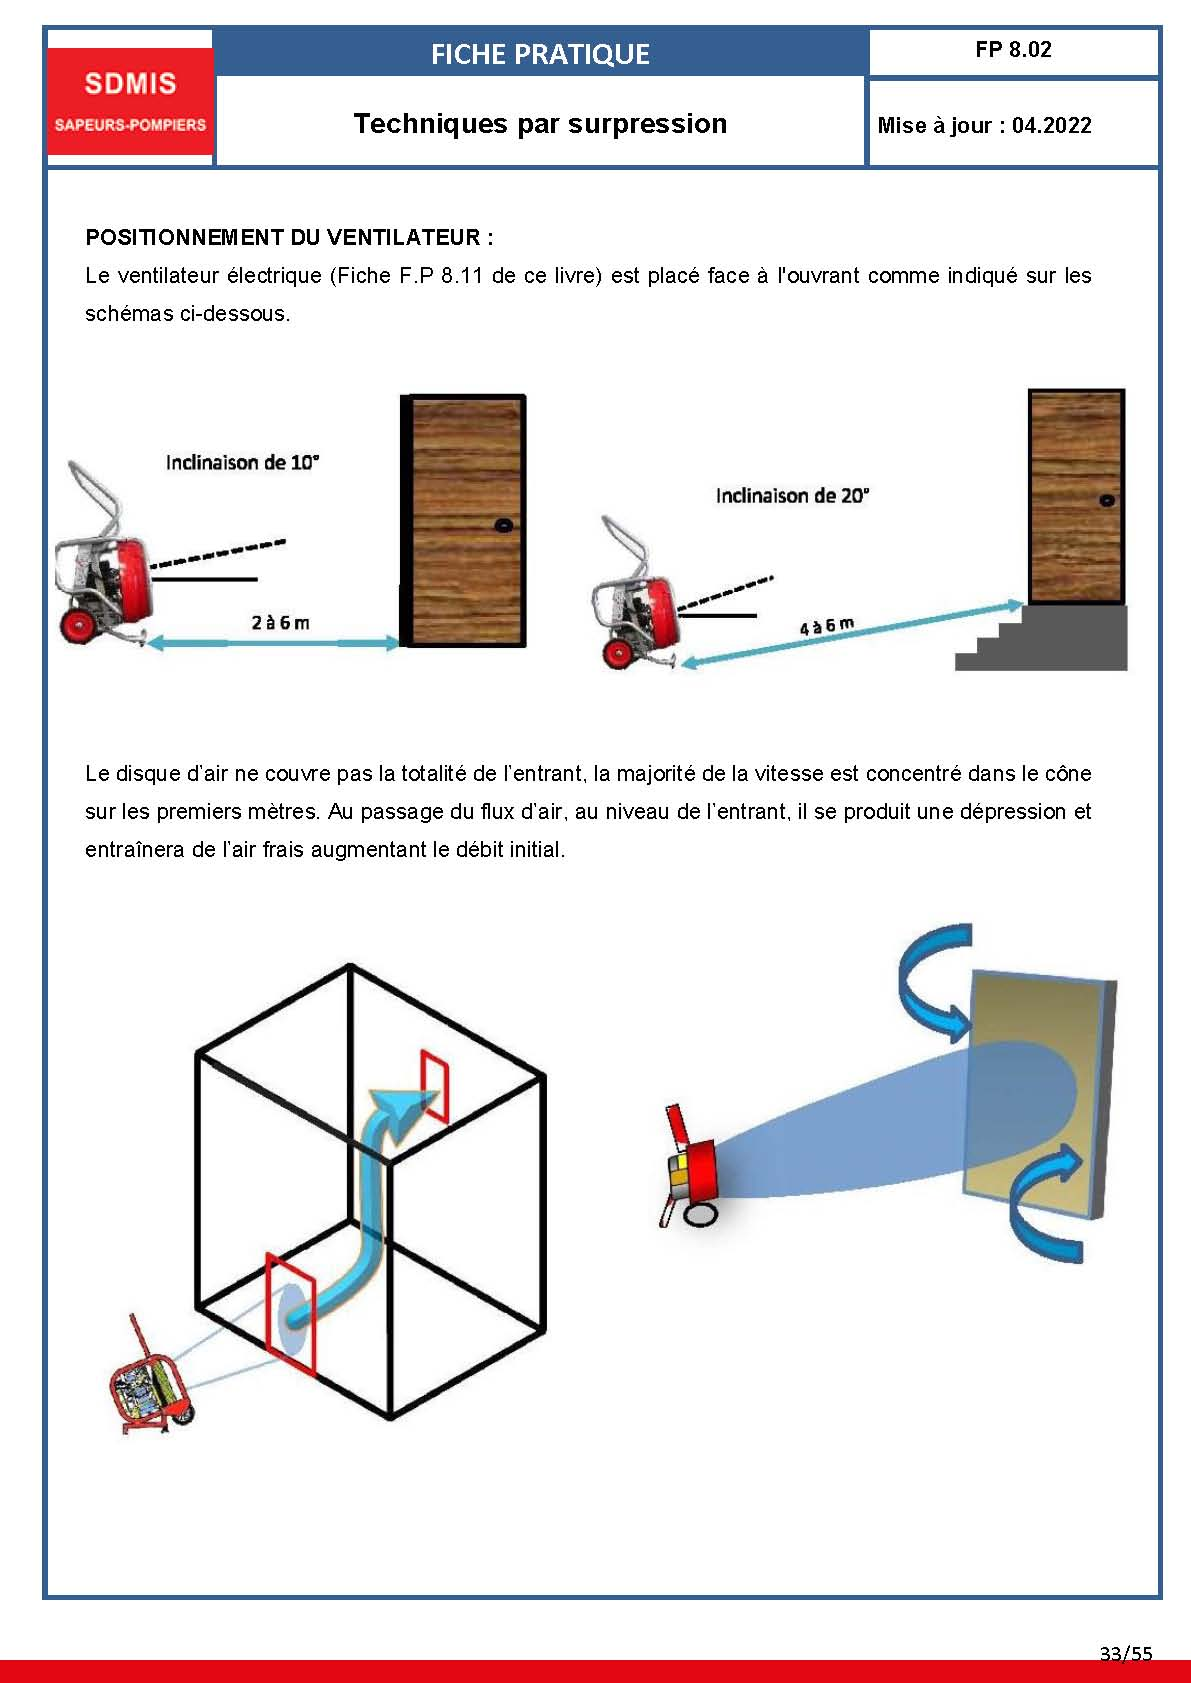 SDMIS
SAPEURS-POMPIERS
FICHE PRATIQUE
FP 8.02
Techniques par surpression
Mise à jour : 04.2022
POSITIONNEMENT DU VENTILATEUR :
Le ventilateur électrique (Fiche F.P 8.11 de ce livre) est placé face à l'ouvrant comme indiqué sur les
schémas ci-dessous.
Inclinaison de 10°
2 à 6 m
Inclinaison de 20°
4 à 6 m
Le disque d’air ne couvre pas la totalité de l’entrant, la majorité de la vitesse est concentré dans le cône
sur les premiers mètres. Au passage du flux d’air, au niveau de l’entrant, il se produit une dépression et
entraînera de l’air frais augmentant le débit initial.
33/55